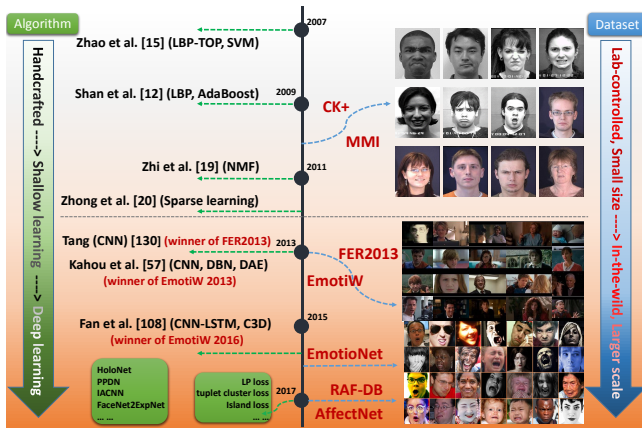 Algorithm
Dataset
Handcrafted ----> Shallow learning ----> Deep learning
Lab-controlled, Small size ----> In-the-wild, Larger scale
2007
Zhao et al. [15] (LBP-TOP, SVM)
2009
Shan et al. [12] (LBP, AdaBoost)
CK+
MMI
2011
Zhi et al. [19] (NMF)
Zhong et al. [20] (Sparse learning)
Tang (CNN) [130] (winner of FER2013)
2013
FER2013
Kahou et al. [57] (CNN, DBN, DAE)
(winner of EmotiW 2013)
EmotiW
2015
Fan et al. [108] (CNN-LSTM, C3D)
(winner of EmotiW 2016)
EmotioNet
HoloNet
PPDN
IACNN
FaceNet2ExpNet
... ...
LP loss
tuplet cluster loss
Island loss
... ...
2017
RAF-DB
AffectNet